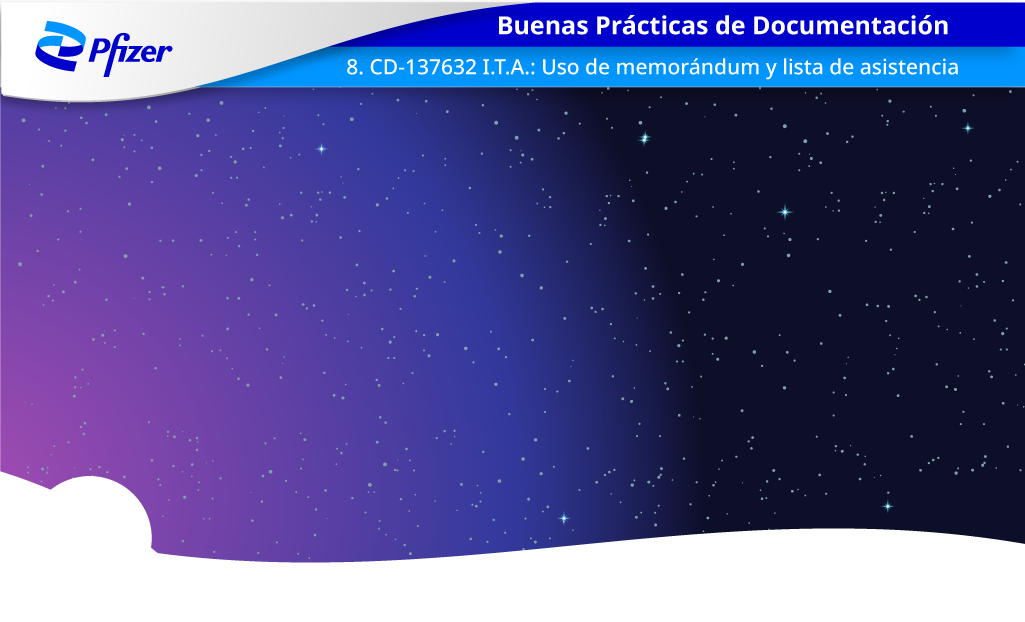 Pfizer
Buenas Prácticas de Documentación
8. CD-137632 I.T.A.: Uso de memorándum y lista de asistencia